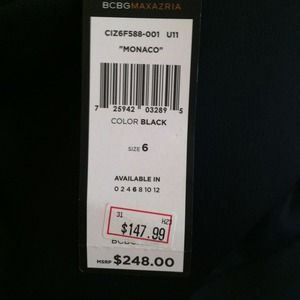 BCBGMAXAZRIA
CIZ6F588-001 U11
"MONACO"
7 25942 03289 5
COLOR BLACK
SIZE 6
AVAILABLE IN
0 2 4 6 8 10 12
31
$147.99
MSRP $248.00